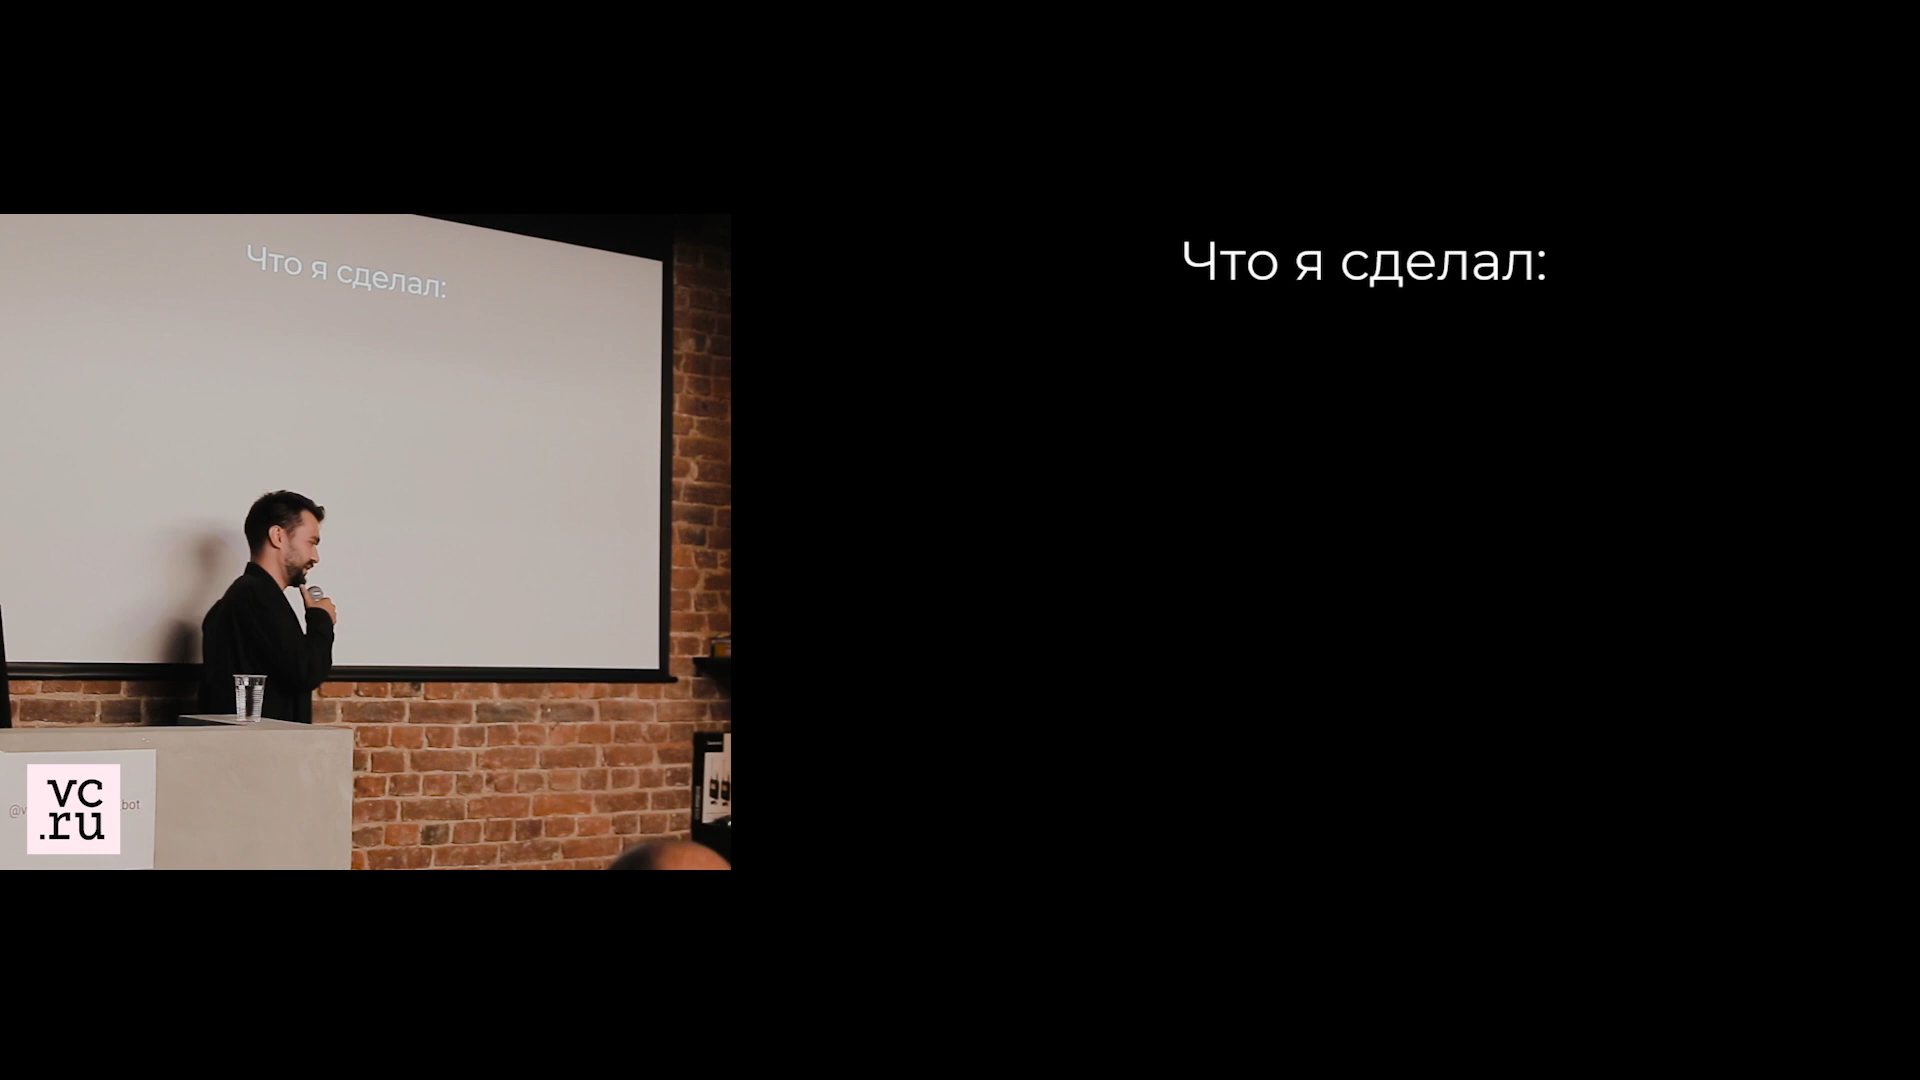 Что я сделал:
Что я сделал:
vc
.ru
bot